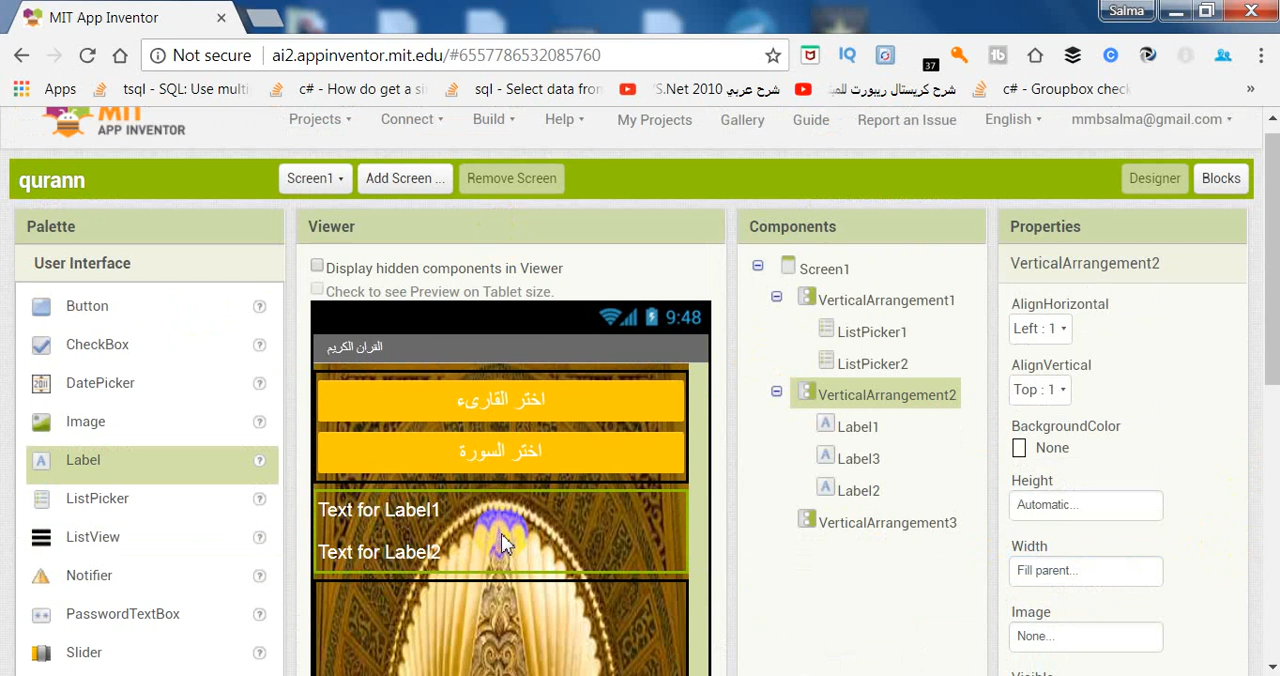 MIT App Inventor
Salma
Not secure
ai2.appinventor.mit.edu/#6557786532085760
37
Apps
tsql - SQL: Use multi
c# - How do get a si
sql - Select data from
شرح عربي 2010 S.Net'.
شرح كريستال ريبورت للمب
c# - Groupbox chec
»
MIT
APP INVENTOR
Projects
Connect
Build
Help
My Projects
Gallery
Guide
Report an Issue
English
mmbsalma@gmail.com
qurann
Screen1
Add Screen ...
Remove Screen
Designer
Blocks
Palette
User Interface
Button ?
CheckBox ?
DatePicker ?
Image ?
Label ?
ListPicker ?
ListView ?
Notifier ?
PasswordTextBox ?
Slider ?
Viewer
Display hidden components in Viewer
Check to see Preview on Tablet size.
9:48
القران الكريم
اختر القارىء
اختر السورة
Text for Label1
Text for Label2
Components
Screen1
VerticalArrangement1
ListPicker1
ListPicker2
VerticalArrangement2
Label1
Label3
Label2
VerticalArrangement3
Properties
VerticalArrangement2
AlignHorizontal
Left : 1
AlignVertical
Top : 1
BackgroundColor
None
Height
Automatic...
Width
Fill parent...
Image
None...